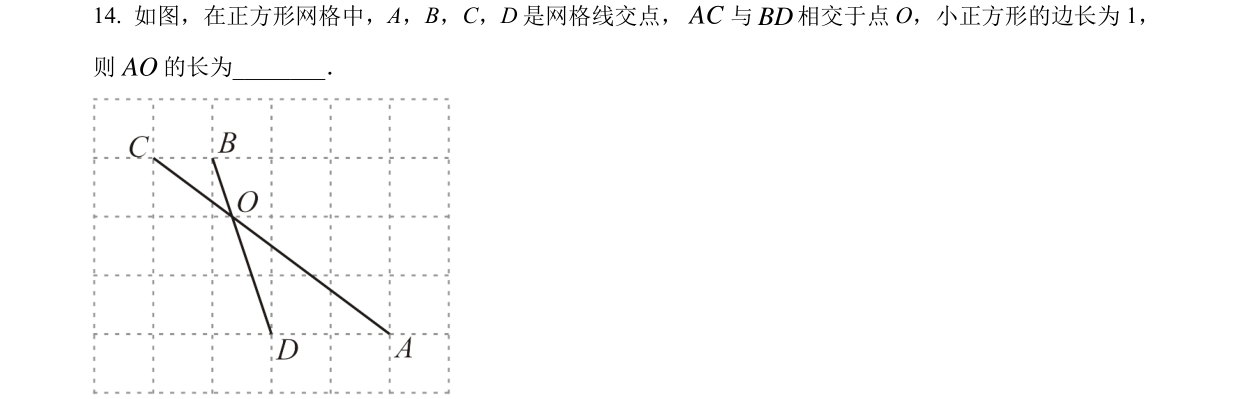 14. 如图，在正方形网格中，A，B，C，D 是网格线交点， AC 与 BD 相交于点 O，小正方形的边长为 1，
则 AO 的长为________．
C B
O
D A